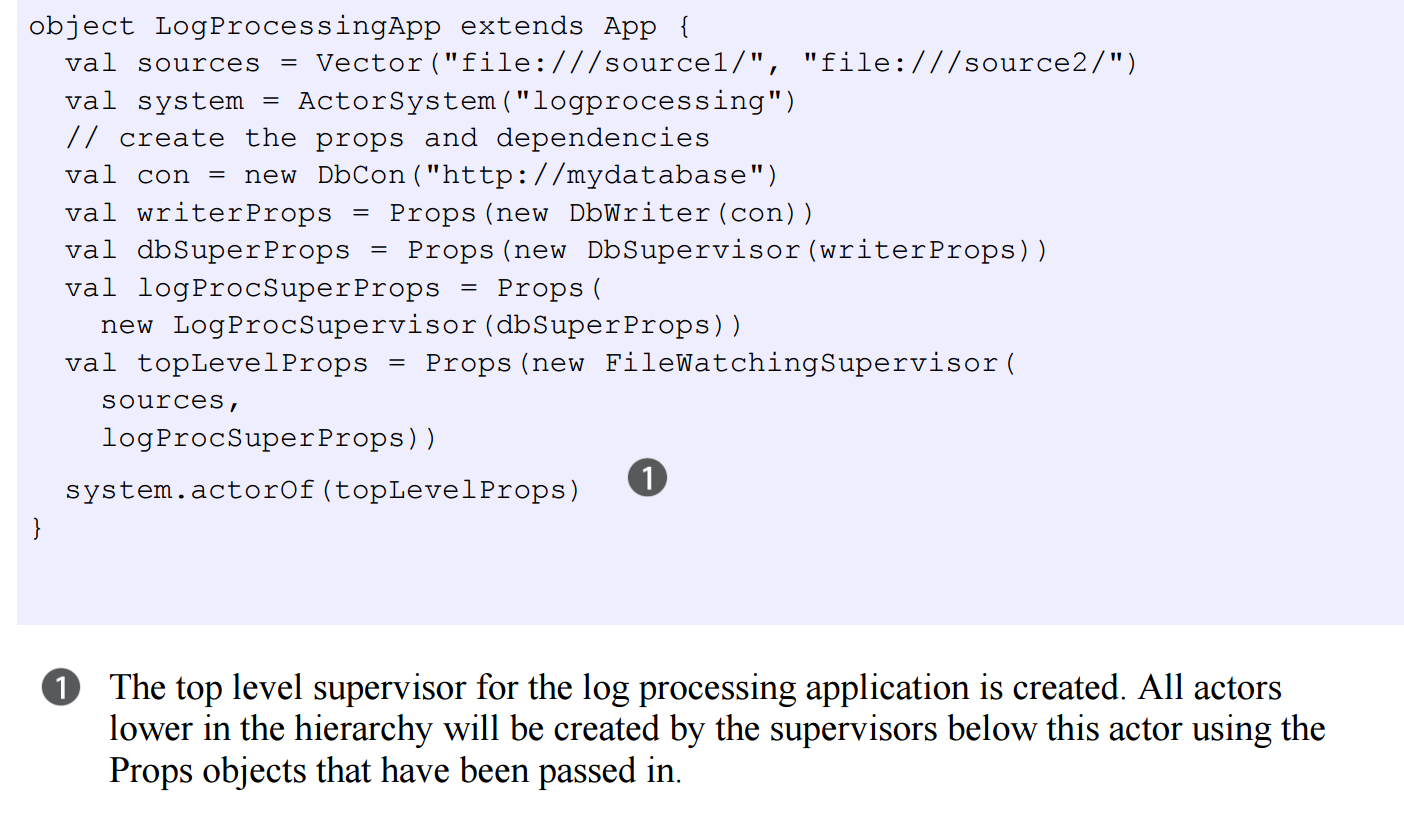 object LogProcessingApp extends App {
  val sources = Vector("file:///source1/", "file:///source2/")
  val system = ActorSystem("logprocessing")
  // create the props and dependencies
  val con = new DbCon("http://mydatabase")
  val writerProps = Props(new DbWriter(con))
  val dbSuperProps = Props(new DbSupervisor(writerProps))
  val logProcSuperProps = Props(
    new LogProcSupervisor(dbSuperProps))
  val topLevelProps = Props(new FileWatchingSupervisor(
    sources,
    logProcSuperProps))
  system.actorOf(topLevelProps) 1
}
1 The top level supervisor for the log processing application is created. All actors
lower in the hierarchy will be created by the supervisors below this actor using the
Props objects that have been passed in.